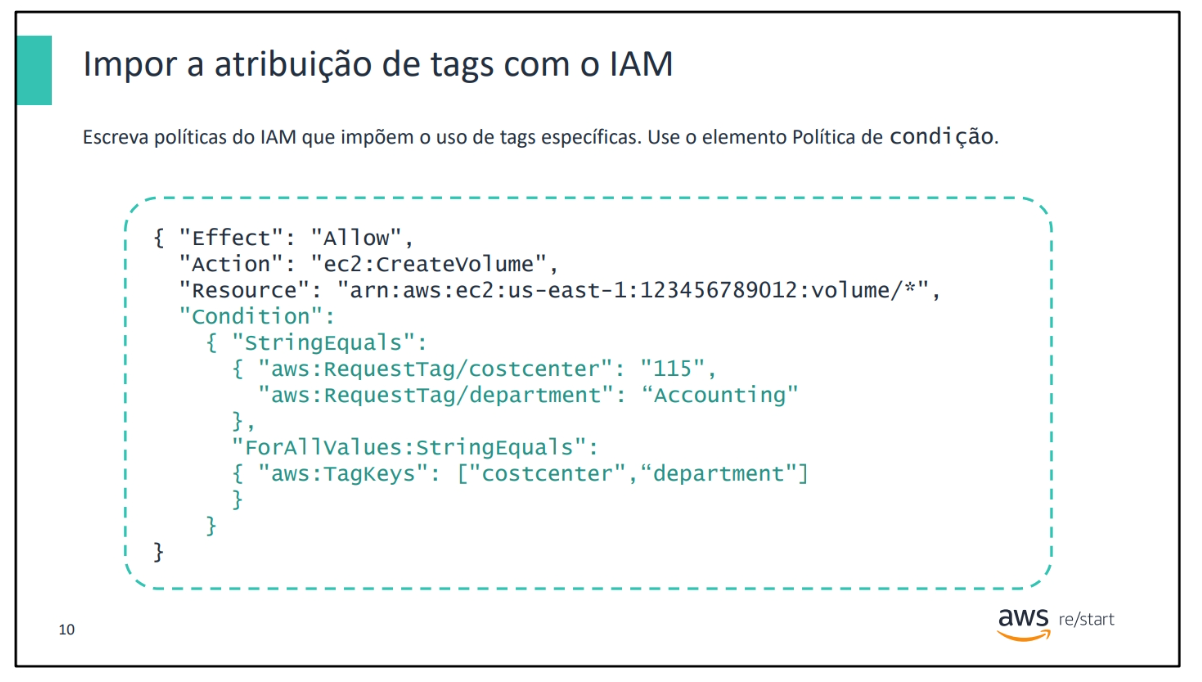 Impor a atribuição de tags com o IAM
Escreva políticas do IAM que impõem o uso de tags específicas. Use o elemento Política de condição.
{ "Effect": "Allow",
"Action": "ec2:CreateVolume",
"Resource": "arn:aws:ec2:us-east-1:123456789012:volume/*",
"Condition":
{ "StringEquals":
{ "aws:RequestTag/costcenter": "115",
"aws:RequestTag/department": “Accounting"
},
"ForAllValues:StringEquals":
{ "aws:TagKeys": ["costcenter",“department"]
}
}
}
10
aws re/start